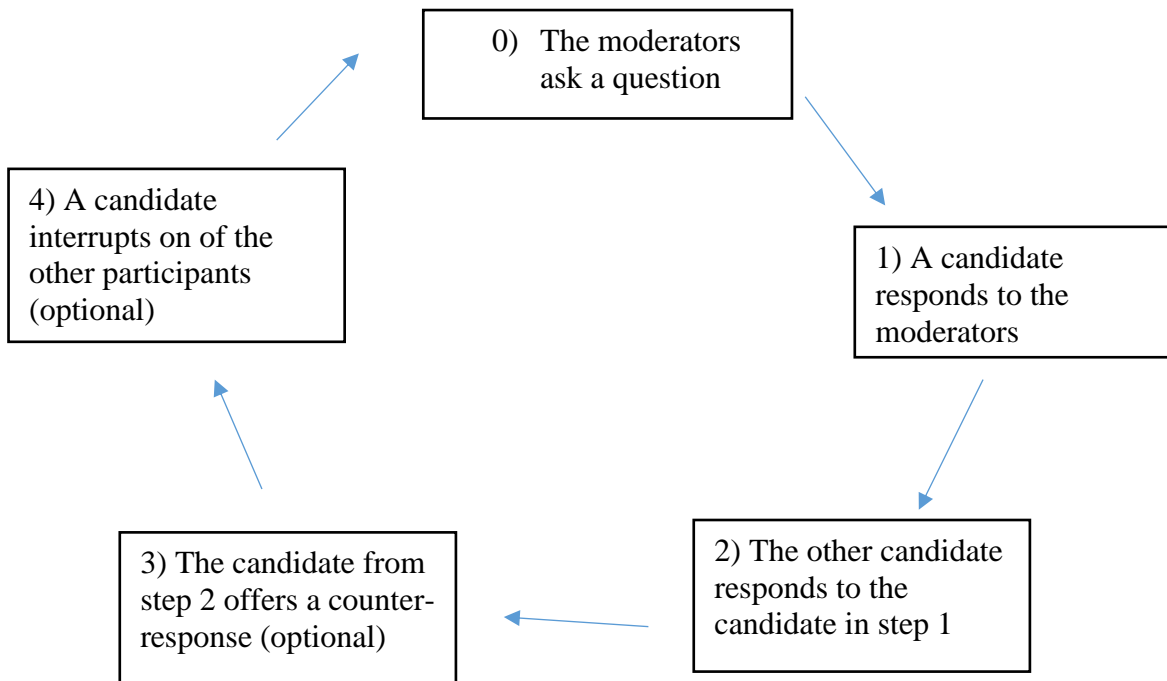 0) The moderators
ask a question
1) A candidate
responds to the
moderators
2) The other candidate
responds to the
candidate in step 1
3) The candidate from
step 2 offers a counter-
response (optional)
4) A candidate
interrupts on of the
other participants
(optional)